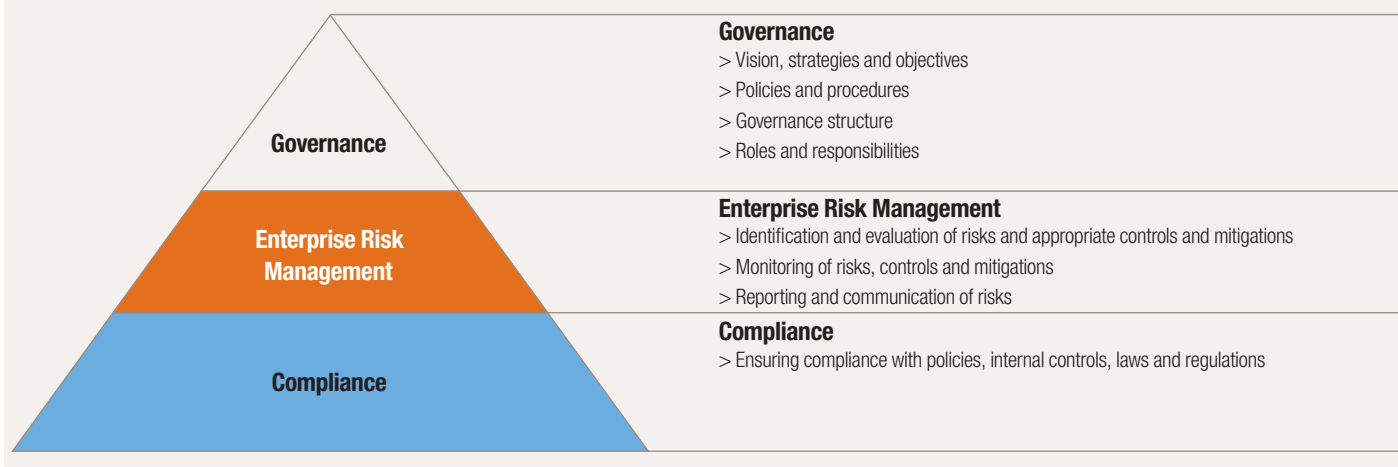 Governance
Enterprise Risk
Management
Compliance
Governance
> Vision, strategies and objectives
> Policies and procedures
> Governance structure
> Roles and responsibilities
Enterprise Risk Management
> Identification and evaluation of risks and appropriate controls and mitigations
> Monitoring of risks, controls and mitigations
> Reporting and communication of risks
Compliance
> Ensuring compliance with policies, internal controls, laws and regulations